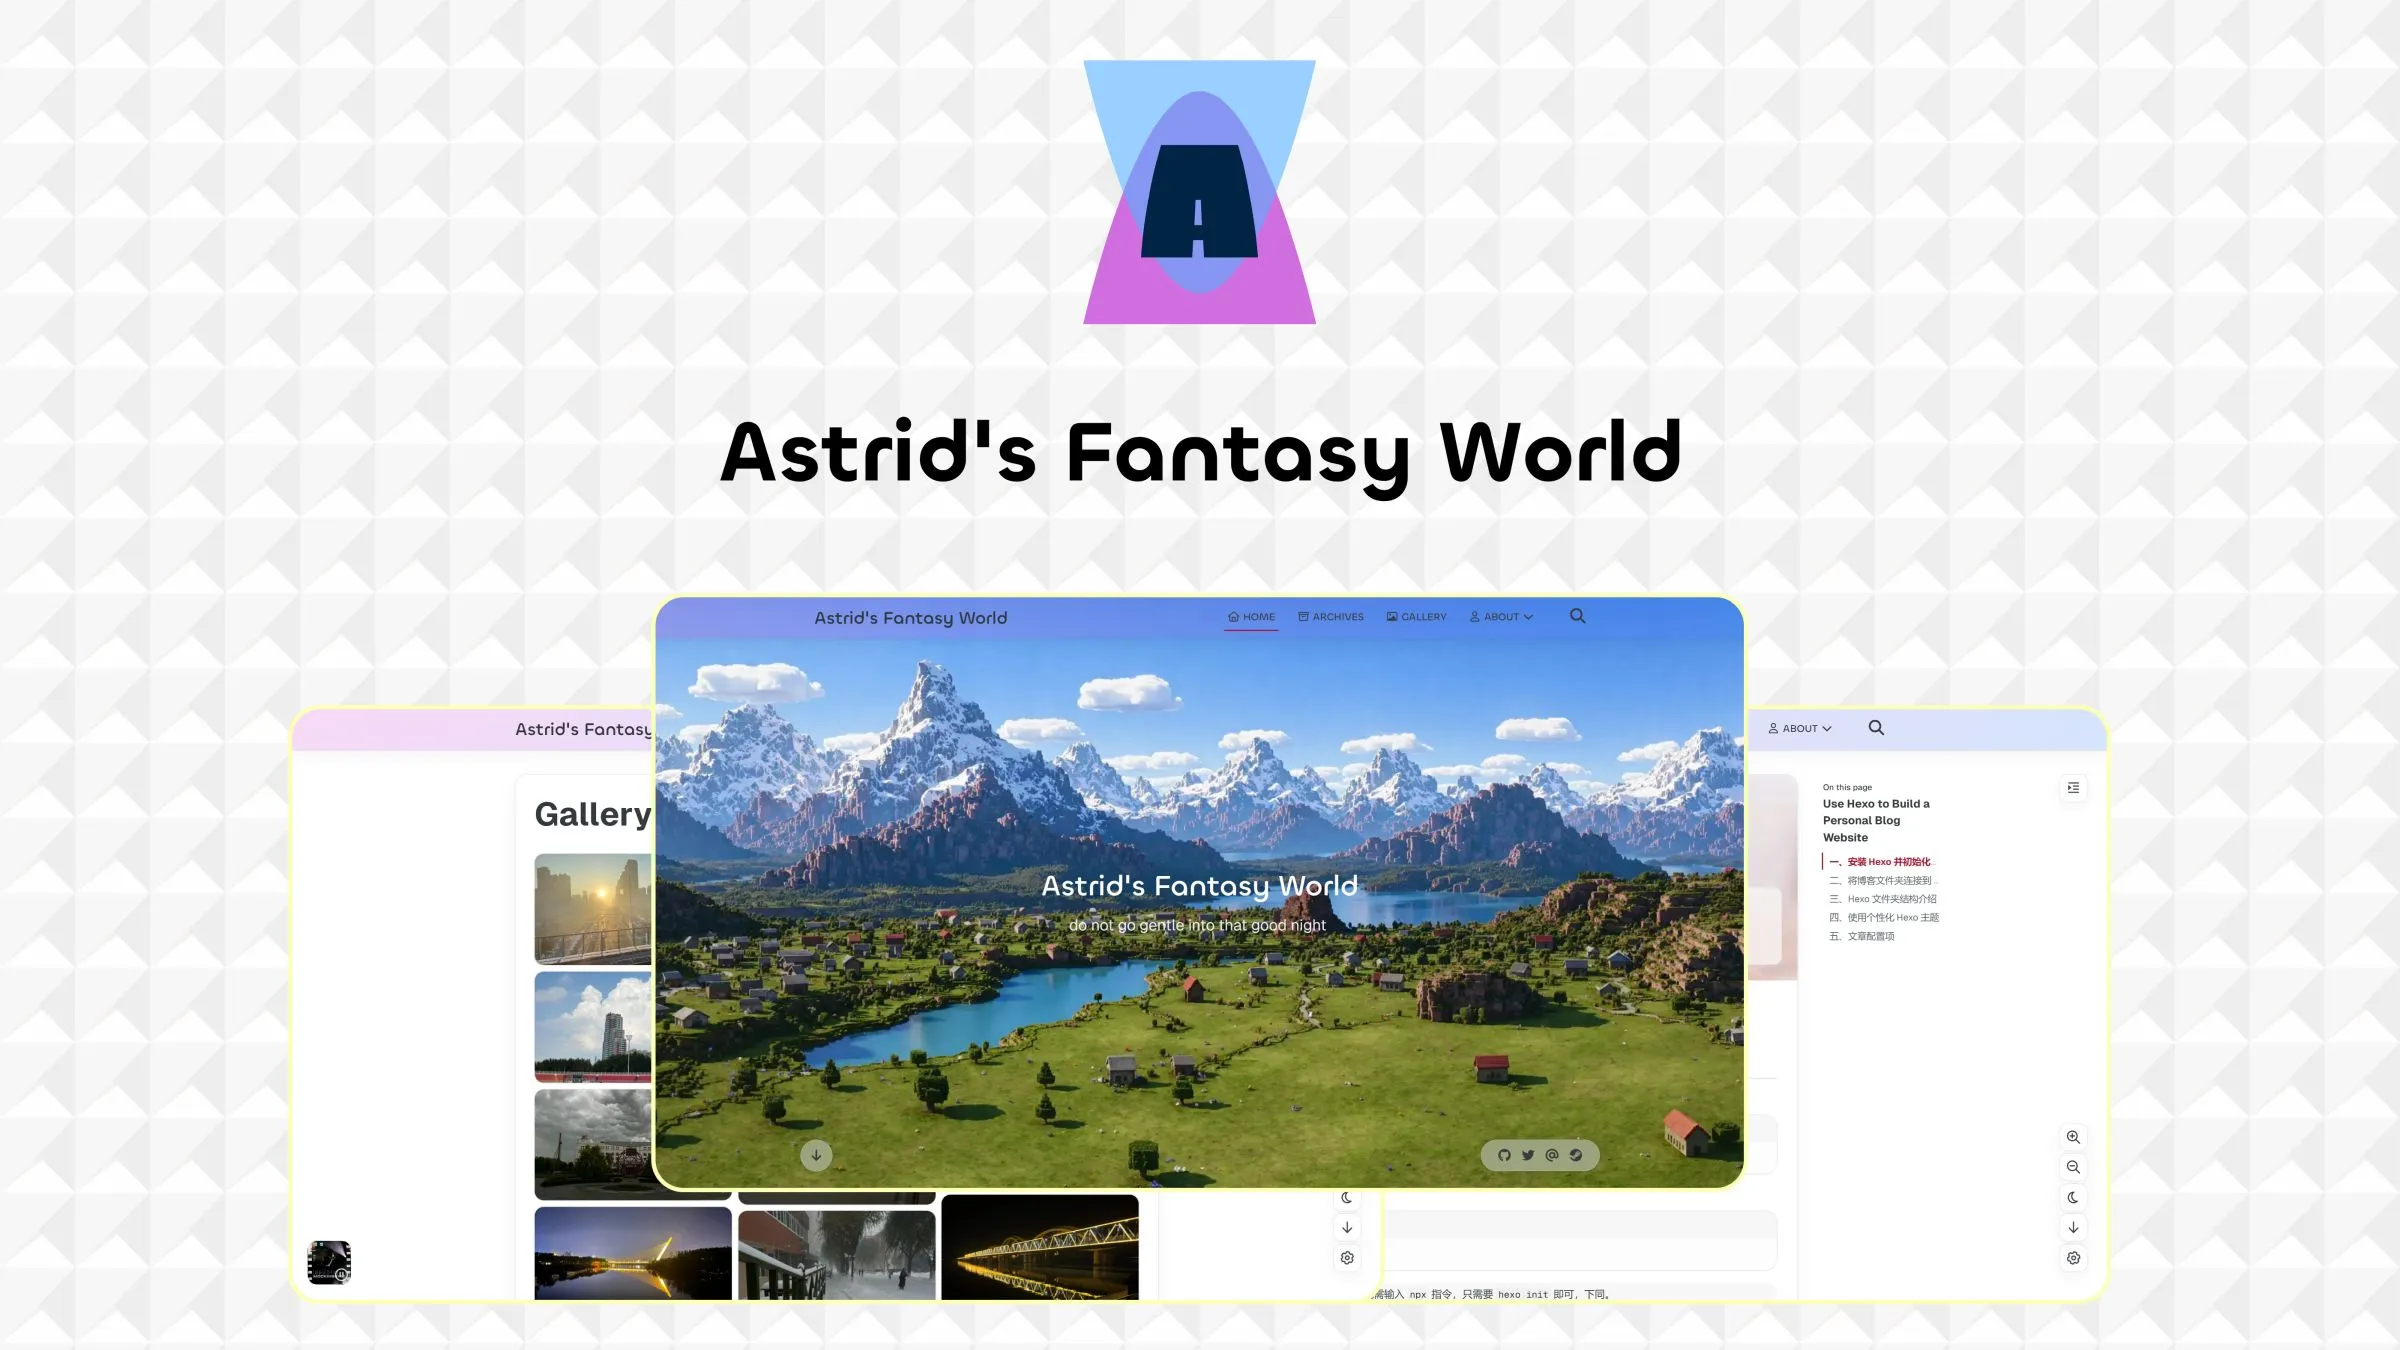 A
Astrid's Fantasy World
Astrid's Fantasy World
HOME
ARCHIVES
GALLERY
ABOUT
Astrid's Fantasy World
do not go gentle into that good night
Astrid's Fantasy
Gallery
ABOUT
On this page
Use Hexo to Build a
Personal Blog
Website
一、安装 Hexo 并初始化...
二、将博客文件夹连接到 ...
三、Hexo 文件夹结构介绍
四、使用个性化 Hexo 主题
五、文章配置项
需输入 npx 指令，只需要 hexo init 即可，下同。